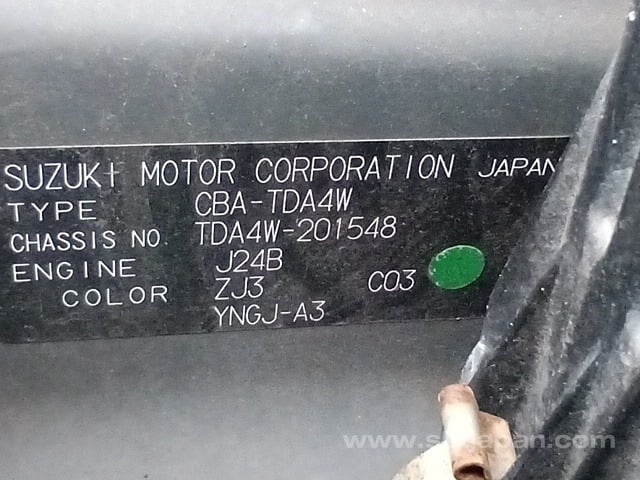 SUZUKI MOTOR CORPORATION JAPAN
TYPE CBA-TDA4W
CHASSIS NO. TDA4W-201548
ENGINE J24B
COLOR ZJ3 C03
YNGJ-A3